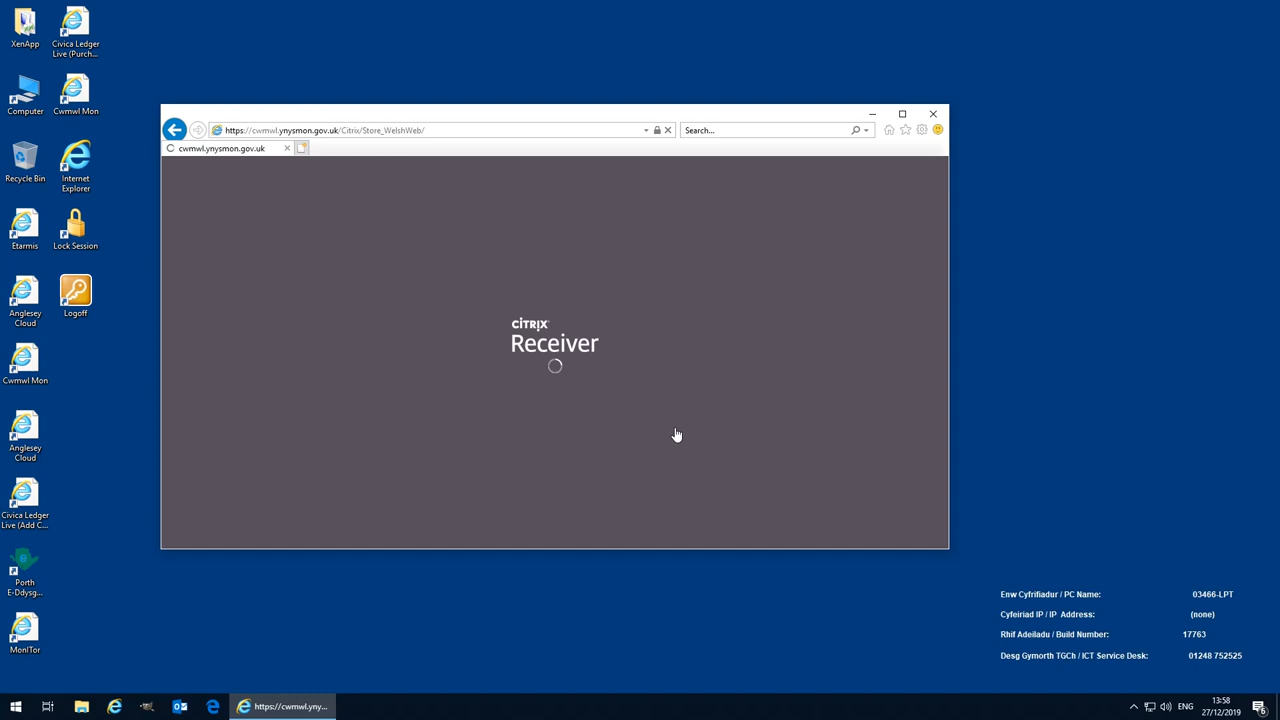 XenApp
Civica Ledger
Live (Purch...
Computer
Cwmwl Mon
Recycle Bin
Internet
Explorer
Etarmis
Lock Session
Anglesey
Cloud
Logoff
Cwmwl Mon
Anglesey
Cloud
Civica Ledger
Live (Add C...
Porth
E-Ddysg...
MonITor
https://cwmwl.ynysmon.gov.uk/Citrix/Store_WelshWeb/
Search...
cwmwl.ynysmon.gov.uk
CITRIX
Receiver
Enw Cyfrifiadur / PC Name: 03466-LPT
Cyfeiriad IP / IP Address: (none)
Rhif Adeiladu / Build Number: 17763
Desg Gymorth TGCh / ICT Service Desk: 01248 752525
https://cwmwl.yny...
ENG
13:58
27/12/2019
6